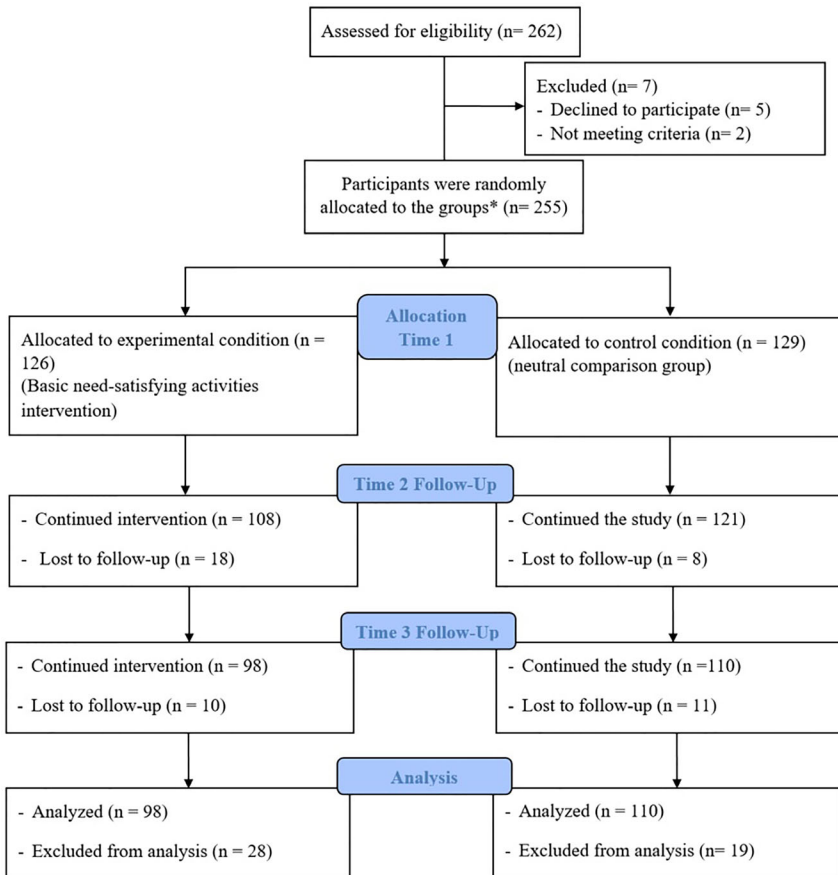 Assessed for eligibility (n= 262)
Excluded (n= 7)
- Declined to participate (n= 5)
- Not meeting criteria (n= 2)
Participants were randomly
allocated to the groups* (n= 255)
Allocation
Time 1
Allocated to experimental condition (n =
126)
(Basic need-satisfying activities
intervention)
Allocated to control condition (n = 129)
(neutral comparison group)
Time 2 Follow-Up
- Continued intervention (n = 108)
- Lost to follow-up (n = 18)
- Continued the study (n = 121)
- Lost to follow-up (n = 8)
Time 3 Follow-Up
- Continued intervention (n = 98)
- Lost to follow-up (n = 10)
- Continued the study (n =110)
- Lost to follow-up (n = 11)
Analysis
- Analyzed (n = 98)
- Excluded from analysis (n = 28)
- Analyzed (n = 110)
- Excluded from analysis (n= 19)